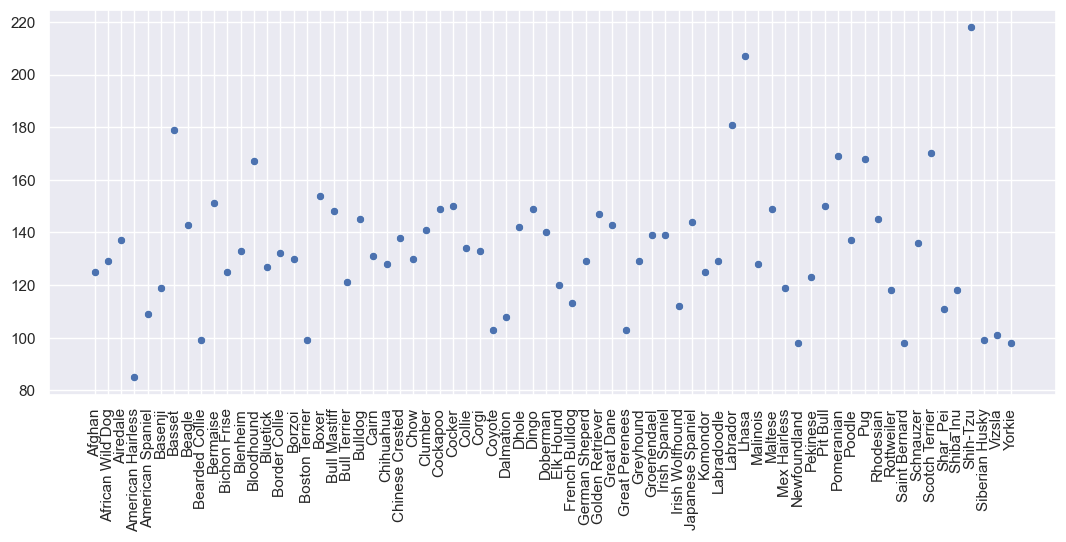 220
200
180
160
140
120
100
80
Afghan
African Wild Dog
Airedale
American Hairless
American Spaniel
Basenji
Basset
Beagle
Bearded Collie
Bermaise
Bichon Frise
Blenheim
Bloodhound
Bluetick
Border Collie
Borzoi
Boston Terrier
Boxer
Bull Mastiff
Bull Terrier
Bulldog
Cairn
Chihuahua
Chinese Crested
Chow
Clumber
Cockapoo
Cocker
Collie
Corgi
Coyote
Dalmation
Dhole
Dingo
Doberman
Elk Hound
French Bulldog
German Sheperd
Golden Retriever
Great Dane
Great Perenees
Greyhound
Groenendael
Irish Spaniel
Irish Wolfhound
Japanese Spaniel
Komondor
Labradoodle
Labrador
Lhasa
Malinois
Maltese
Mex Hairless
Newfoundland
Pekinese
Pit Bull
Pomeranian
Poodle
Pug
Rhodesian
Rottweiler
Saint Bernard
Schnauzer
Scotch Terrier
Shar_Pei
Shiba Inu
Shih-Tzu
Siberian Husky
Vizsla
Yorkie